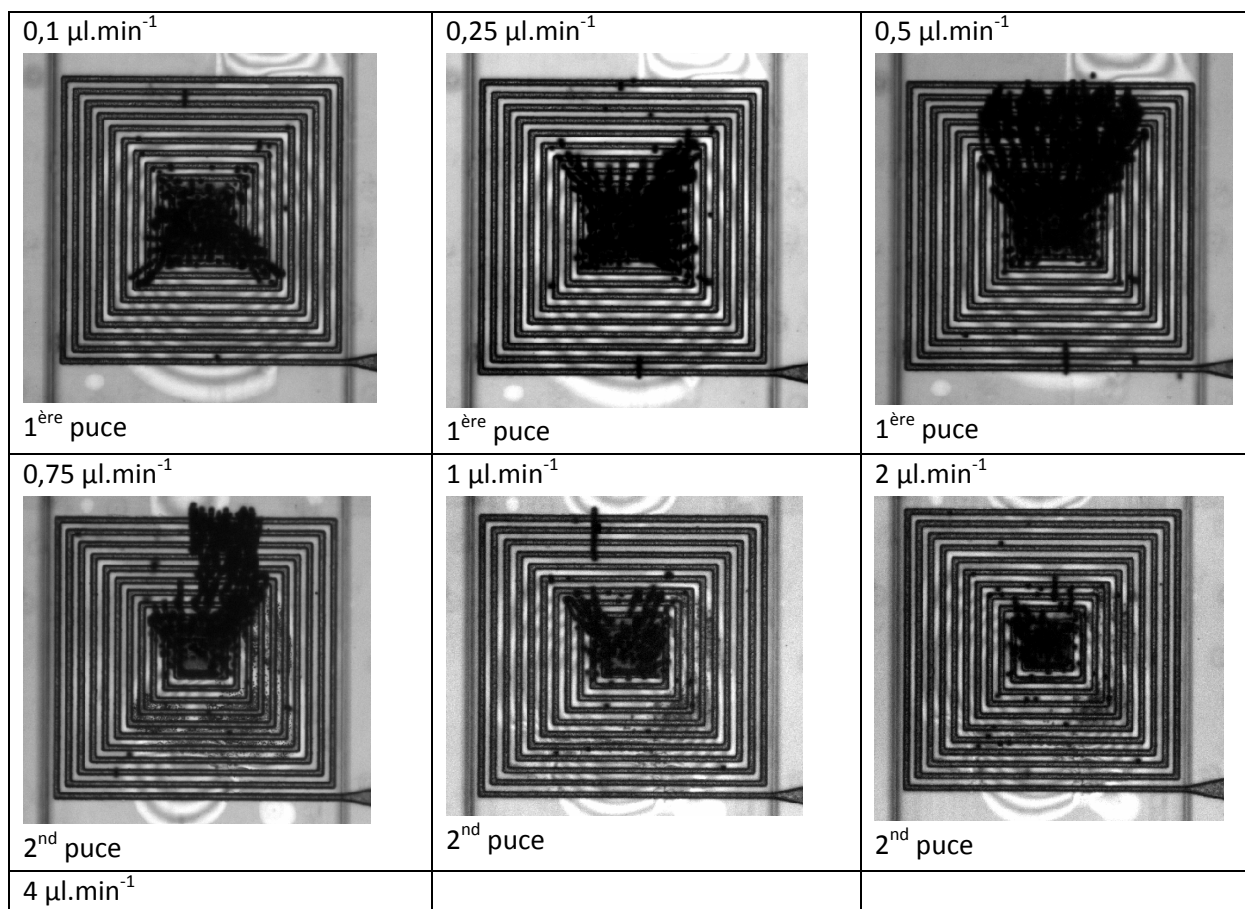 0,1 µl.min⁻¹
0,25 µl.min⁻¹
0,5 µl.min⁻¹
1ère puce
1ère puce
1ère puce
0,75 µl.min⁻¹
1 µl.min⁻¹
2 µl.min⁻¹
2nd puce
2nd puce
2nd puce
4 µl.min⁻¹